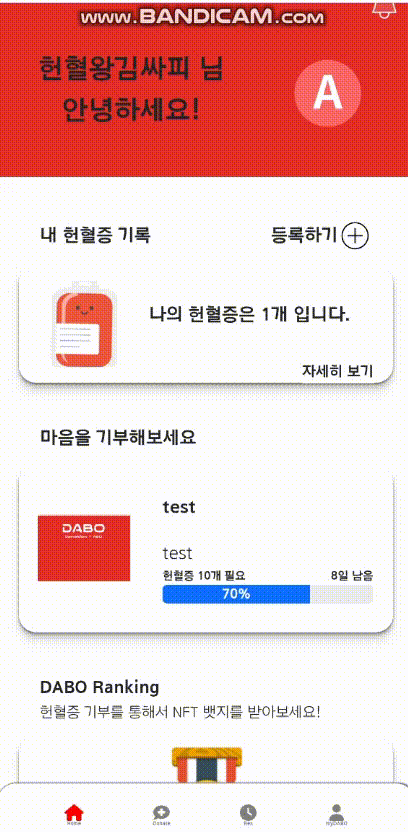 www.BANDICAM.com
헌혈왕김싸피 님
안녕하세요!
A
내 헌혈증 기록
등록하기
나의 헌혈증은 1개 입니다.
자세히 보기
마음을 기부해보세요
test
DABO
test
헌혈증 10개 필요 8일 남음
70%
DABO Ranking
헌혈증 기부를 통해서 NFT 뱃지를 받아보세요!
Home Donate Rec MyDABO